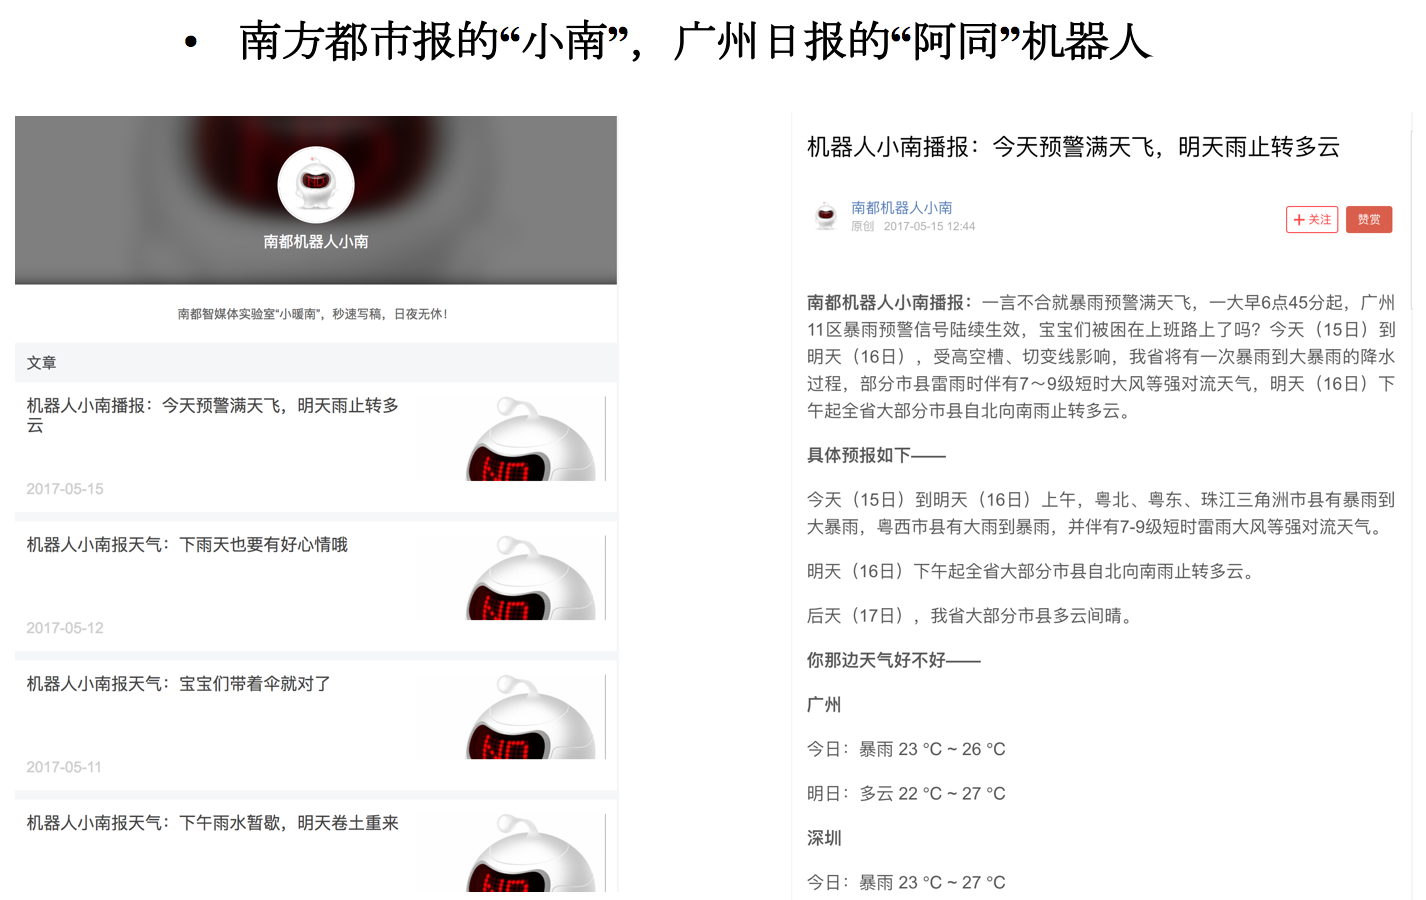 • 南方都市报的“小南”，广州日报的“阿同”机器人
南都机器人小南
南都智媒体实验室“小暖南”，秒速写稿，日夜无休！
文章
机器人小南播报：今天预警满天飞，明天雨止转多
云
2017-05-15
机器人小南报天气：下雨天也要有好心情哦
2017-05-12
机器人小南报天气：宝宝们带着伞就对了
2017-05-11
机器人小南报天气：下午雨水暂歇，明天卷土重来
机器人小南播报：今天预警满天飞，明天雨止转多云
南都机器人小南
原创 2017-05-15 12:44
+ 关注 赞赏
南都机器人小南播报：一言不合就暴雨预警满天飞，一大早6点45分起，广州
11区暴雨预警信号陆续生效，宝宝们被困在上班路上了吗？今天（15日）到
明天（16日），受高空槽、切变线影响，我省将有一次暴雨到大暴雨的降水
过程，部分市县雷雨时伴有7～9级短时大风等强对流天气，明天（16日）下
午起全省大部分市县自北向南雨止转多云。
具体预报如下——
今天（15日）到明天（16日）上午，粤北、粤东、珠江三角洲市县有暴雨到
大暴雨，粤西市县有大雨到暴雨，并伴有7-9级短时雷雨大风等强对流天气。
明天（16日）下午起全省大部分市县自北向南雨止转多云。
后天（17日），我省大部分市县多云间晴。
你那边天气好不好——
广州
今日：暴雨 23 °C ~ 26 °C
明日：多云 22 °C ~ 27 °C
深圳
今日：暴雨 23 °C ~ 27 °C